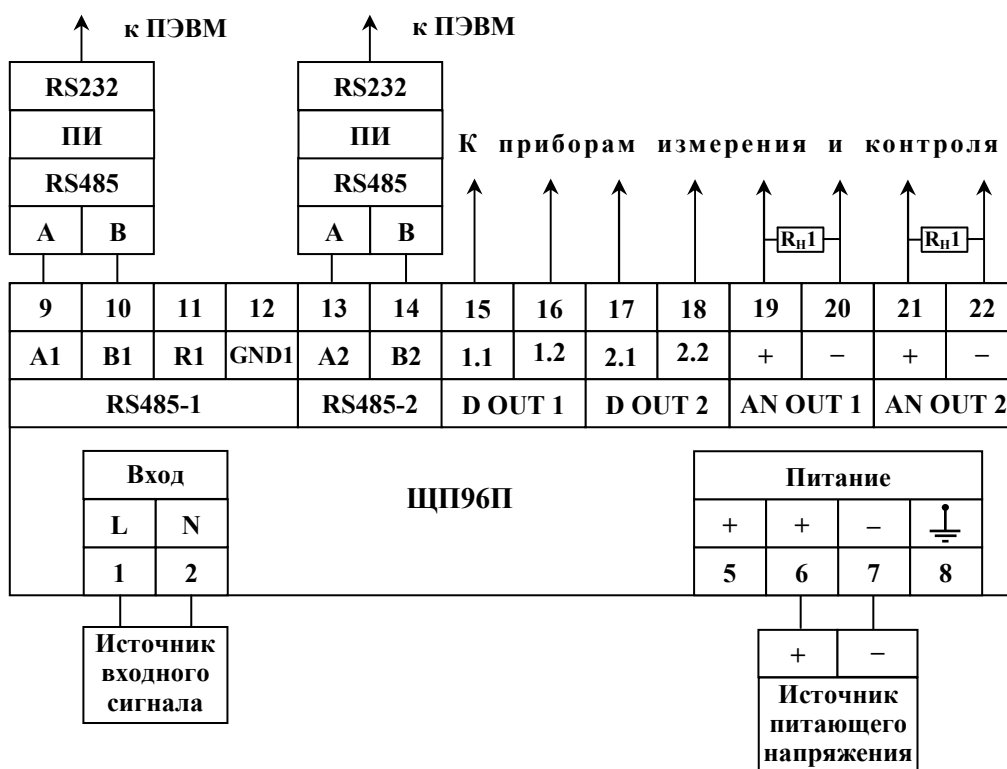 к ПЭВМ к ПЭВМ
RS232 RS232
ПИ ПИ
К приборам измерения и контроля
RS485 RS485
A B A B
Rн1 Rн1
9 10 11 12 13 14 15 16 17 18 19 20 21 22
A1 B1 R1 GND1 A2 B2 1.1 1.2 2.1 2.2 + – + –
RS485-1 RS485-2 D OUT 1 D OUT 2 AN OUT 1 AN OUT 2
Вход ЩП96П Питание
L N + + –
1 2 5 6 7 8
Источник
входного
сигнала
+ –
Источник
питающего
напряжения